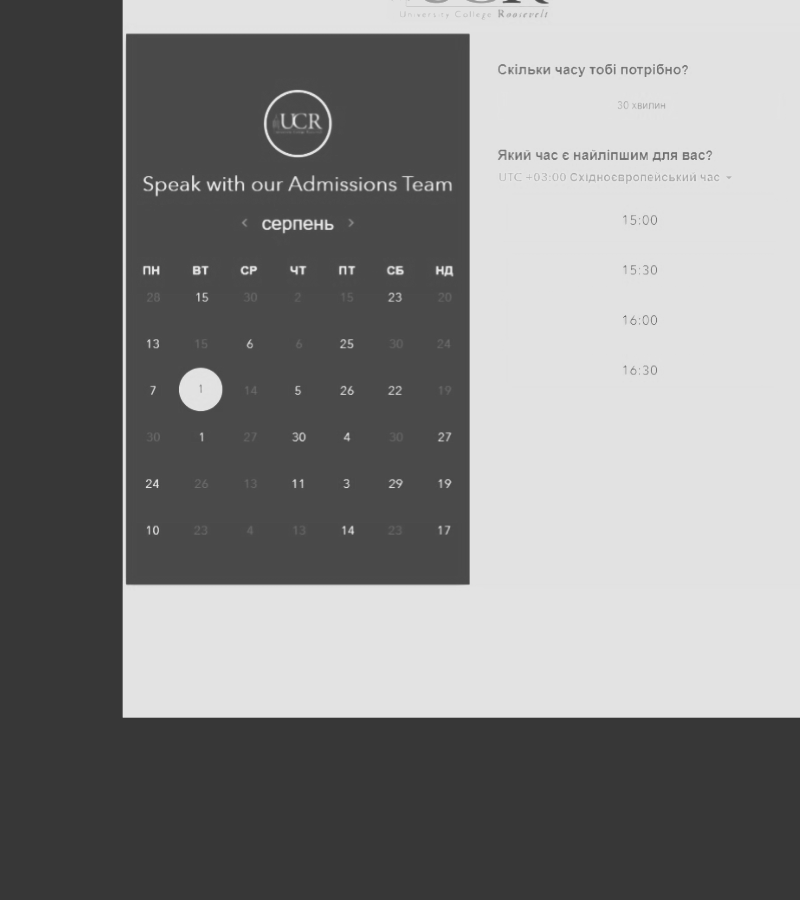 University College Roosevelt
UCR
Speak with our Admissions Team
‹ серпень ›
ПН ВТ СР ЧТ ПТ СБ НД
28 15 30 2 15 23 20
13 15 6 6 25 30 24
7 1 14 5 26 22 19
30 1 27 30 4 30 27
24 26 13 11 3 29 19
10 23 4 13 14 23 17
Скільки часу тобі потрібно?
30 хвилин
Який час є найліпшим для вас?
UTC +03:00 Східноєвропейський час
15:00
15:30
16:00
16:30